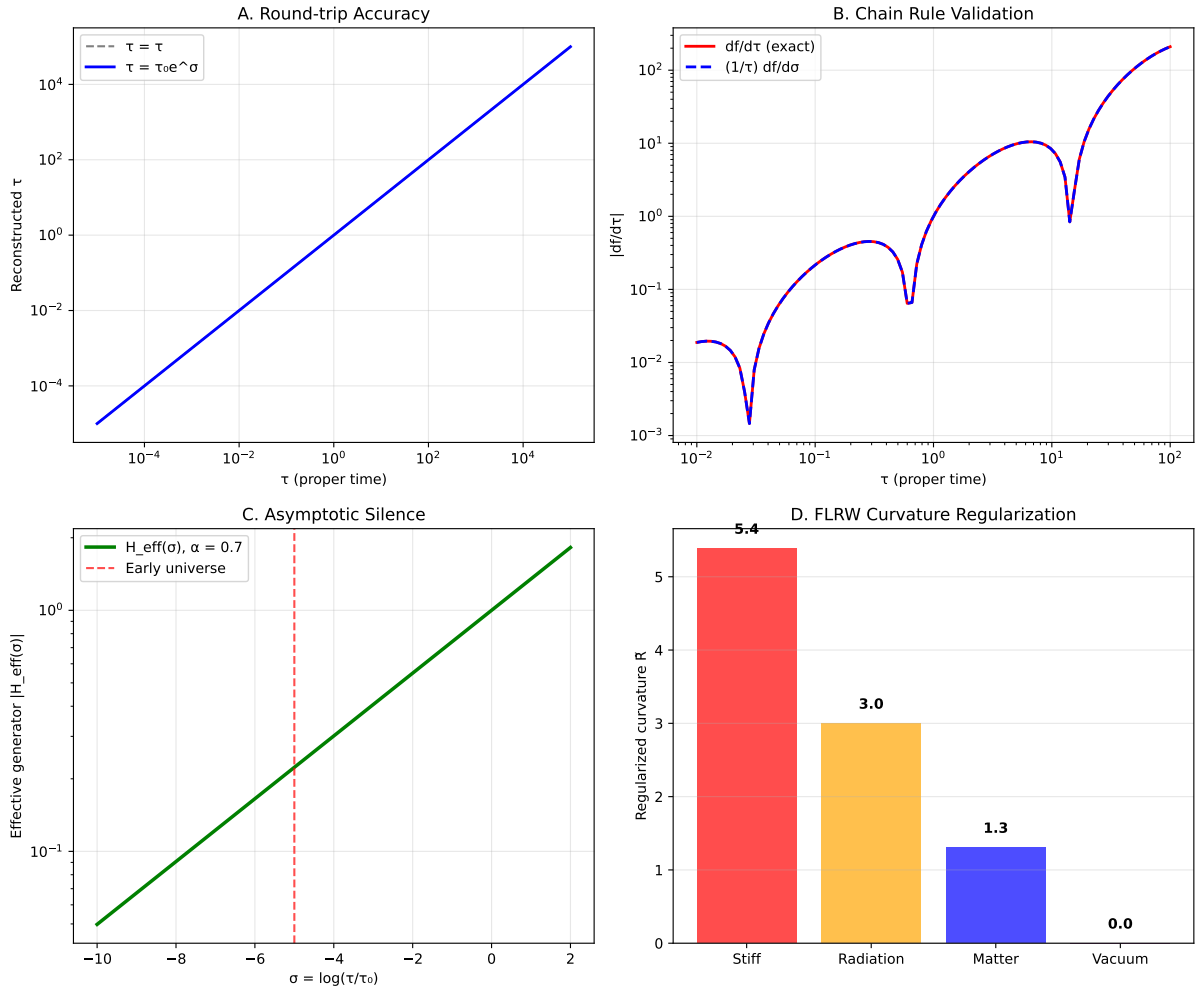 A. Round-trip Accuracy
τ = τ
τ = τ₀e^σ
10⁴
10²
10⁰
10⁻²
10⁻⁴
Reconstructed τ
10⁻⁴
10⁻²
10⁰
10²
10⁴
τ (proper time)
B. Chain Rule Validation
df/dτ (exact)
(1/τ) df/dσ
10²
10¹
10⁰
10⁻¹
10⁻²
10⁻³
|df/dτ|
10⁻²
10⁻¹
10⁰
10¹
10²
τ (proper time)
C. Asymptotic Silence
H_eff(σ), α = 0.7
Early universe
10⁰
10⁻¹
Effective generator |H_eff(σ)|
−10
−8
−6
−4
−2
0
2
σ = log(τ/τ₀)
D. FLRW Curvature Regularization
5.4
3.0
1.3
0.0
5
4
3
2
1
0
Regularized curvature R̃
Stiff
Radiation
Matter
Vacuum